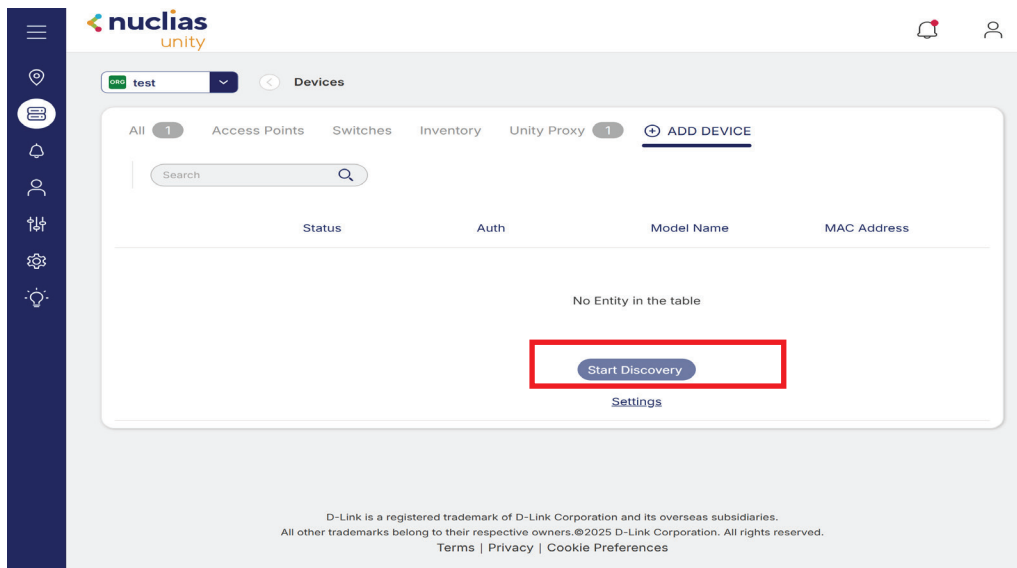 nuclias
unity
ORG test
Devices
All 1 Access Points Switches Inventory Unity Proxy 1 ADD DEVICE
Search
Status Auth Model Name MAC Address
No Entity in the table
Start Discovery
Settings
D-Link is a registered trademark of D-Link Corporation and its overseas subsidiaries.
All other trademarks belong to their respective owners.©2025 D-Link Corporation. All rights reserved.
Terms | Privacy | Cookie Preferences